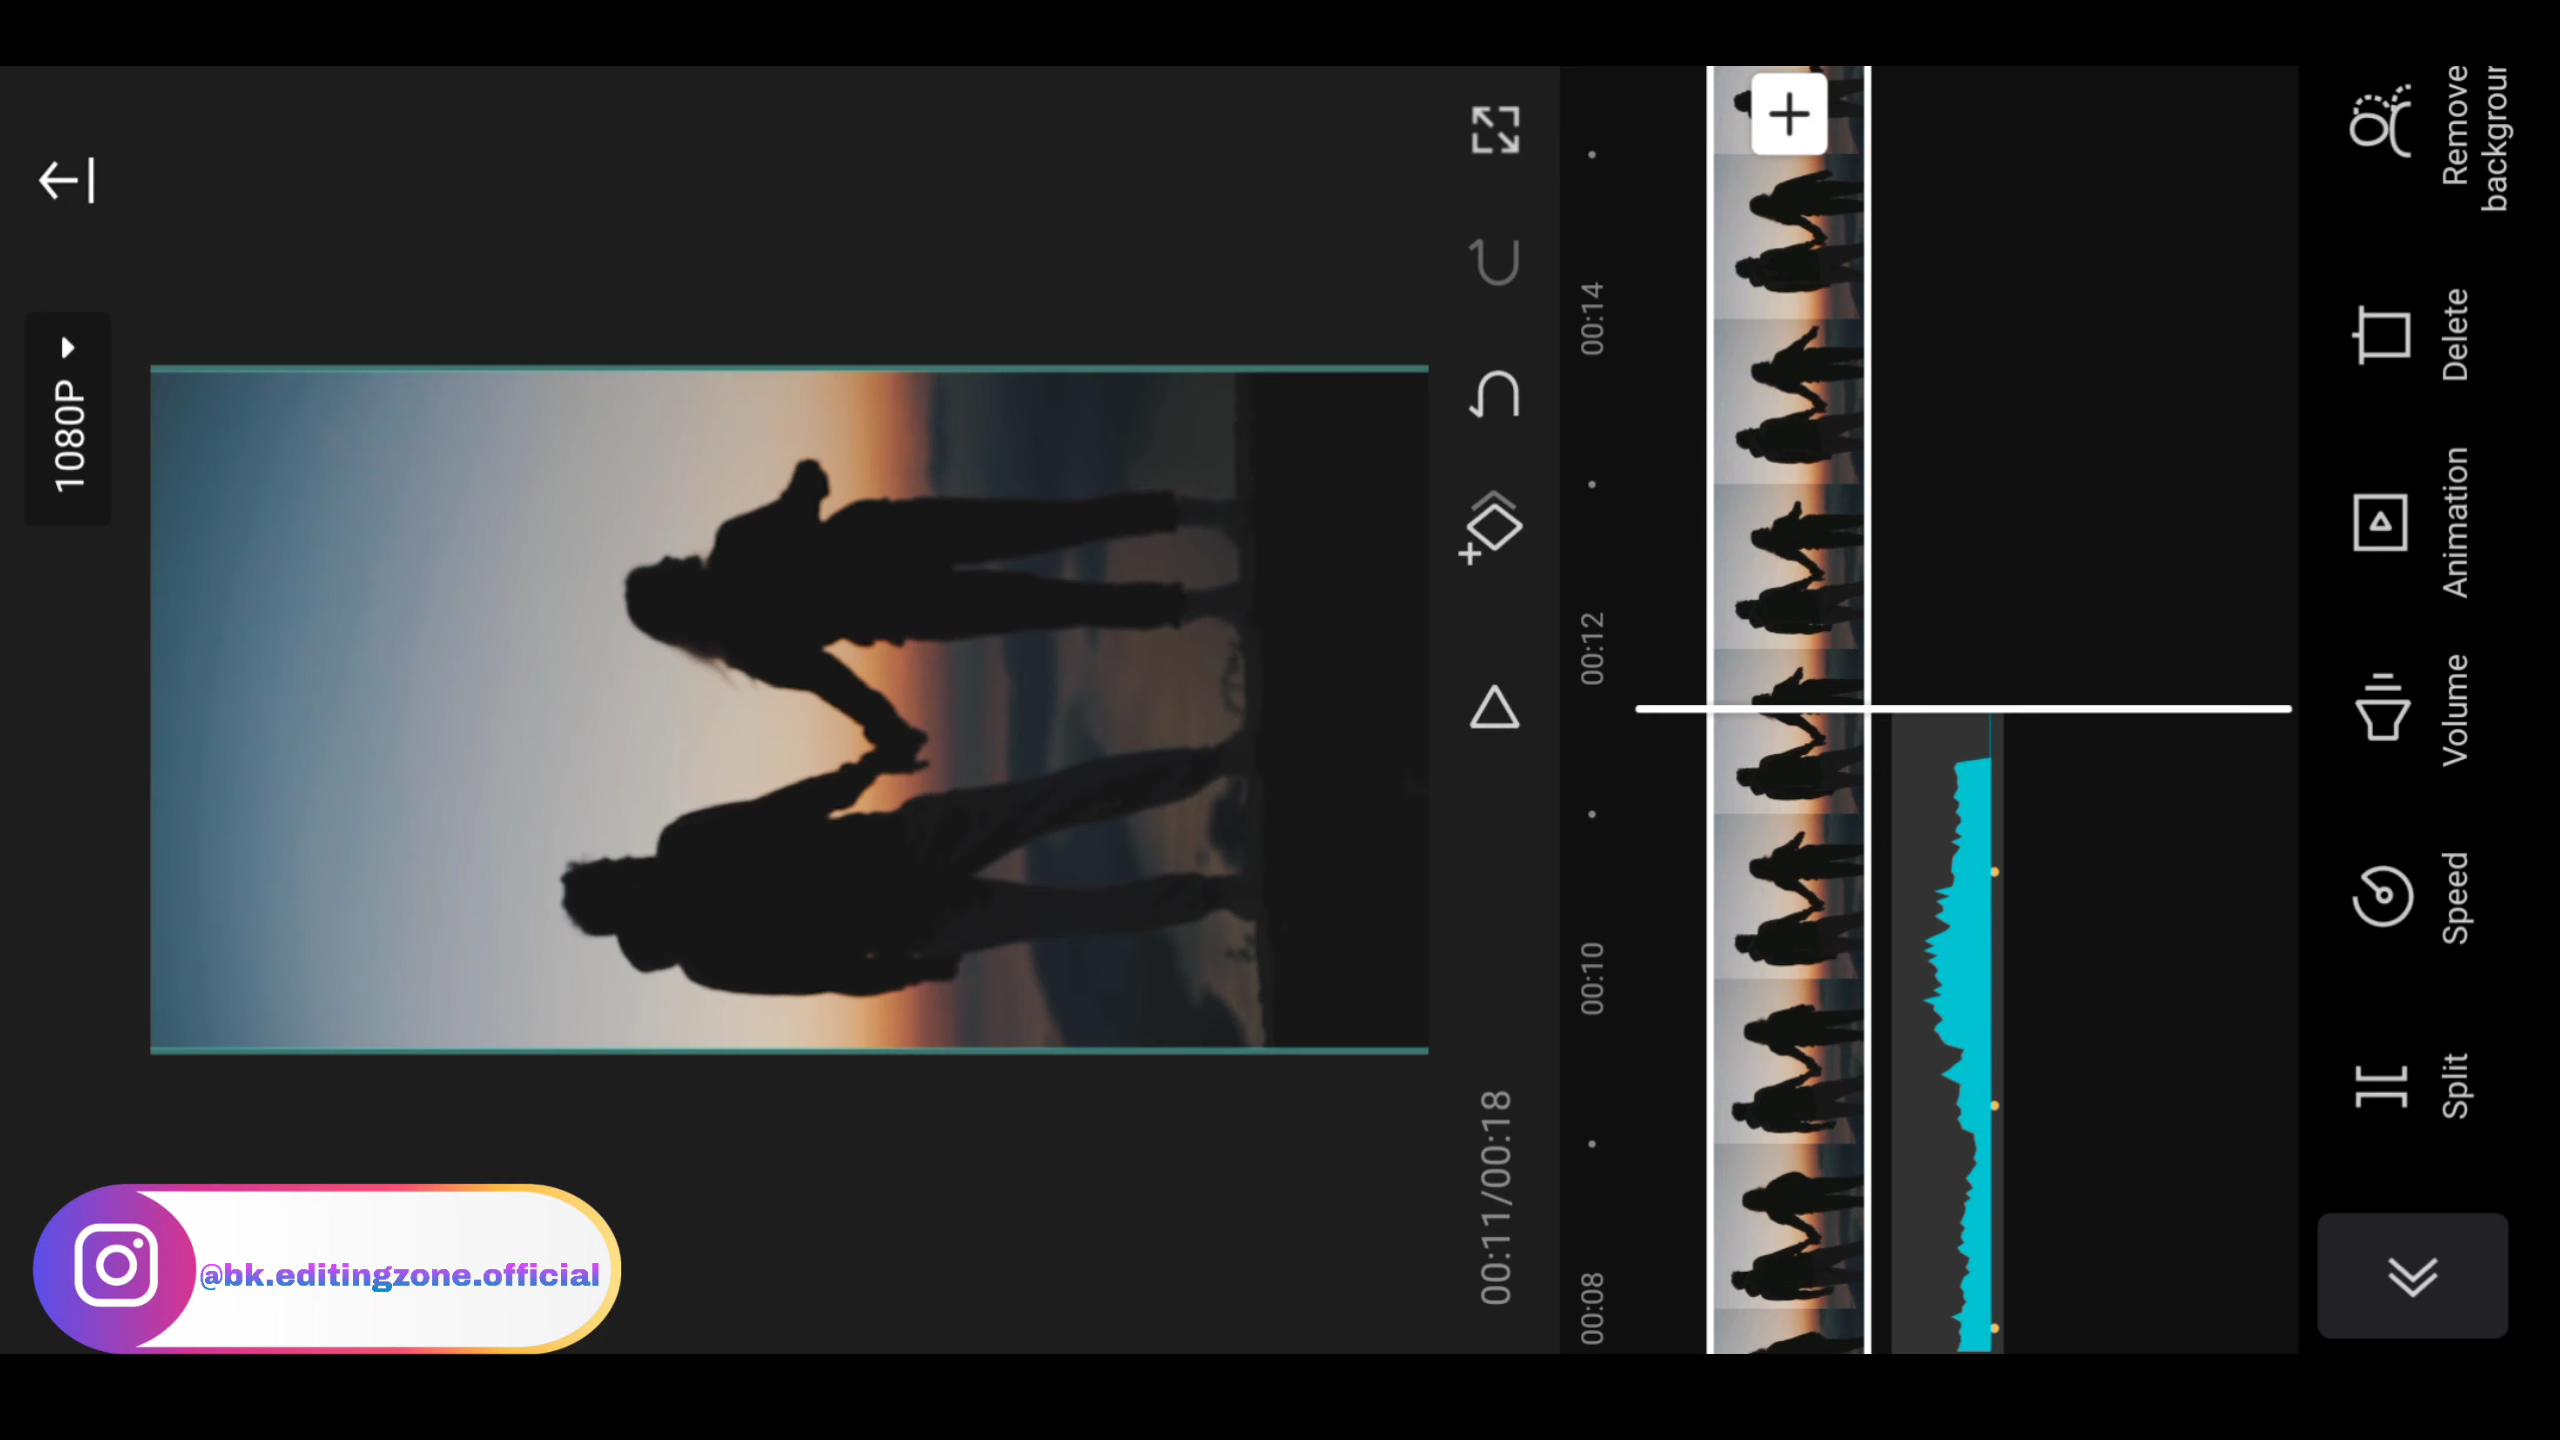 1080P
@bk.editingzone.official
00:11/00:18
00:08
00:10
00:12
00:14
Split
Speed
Volume
Animation
Delete
Remove
backgroun